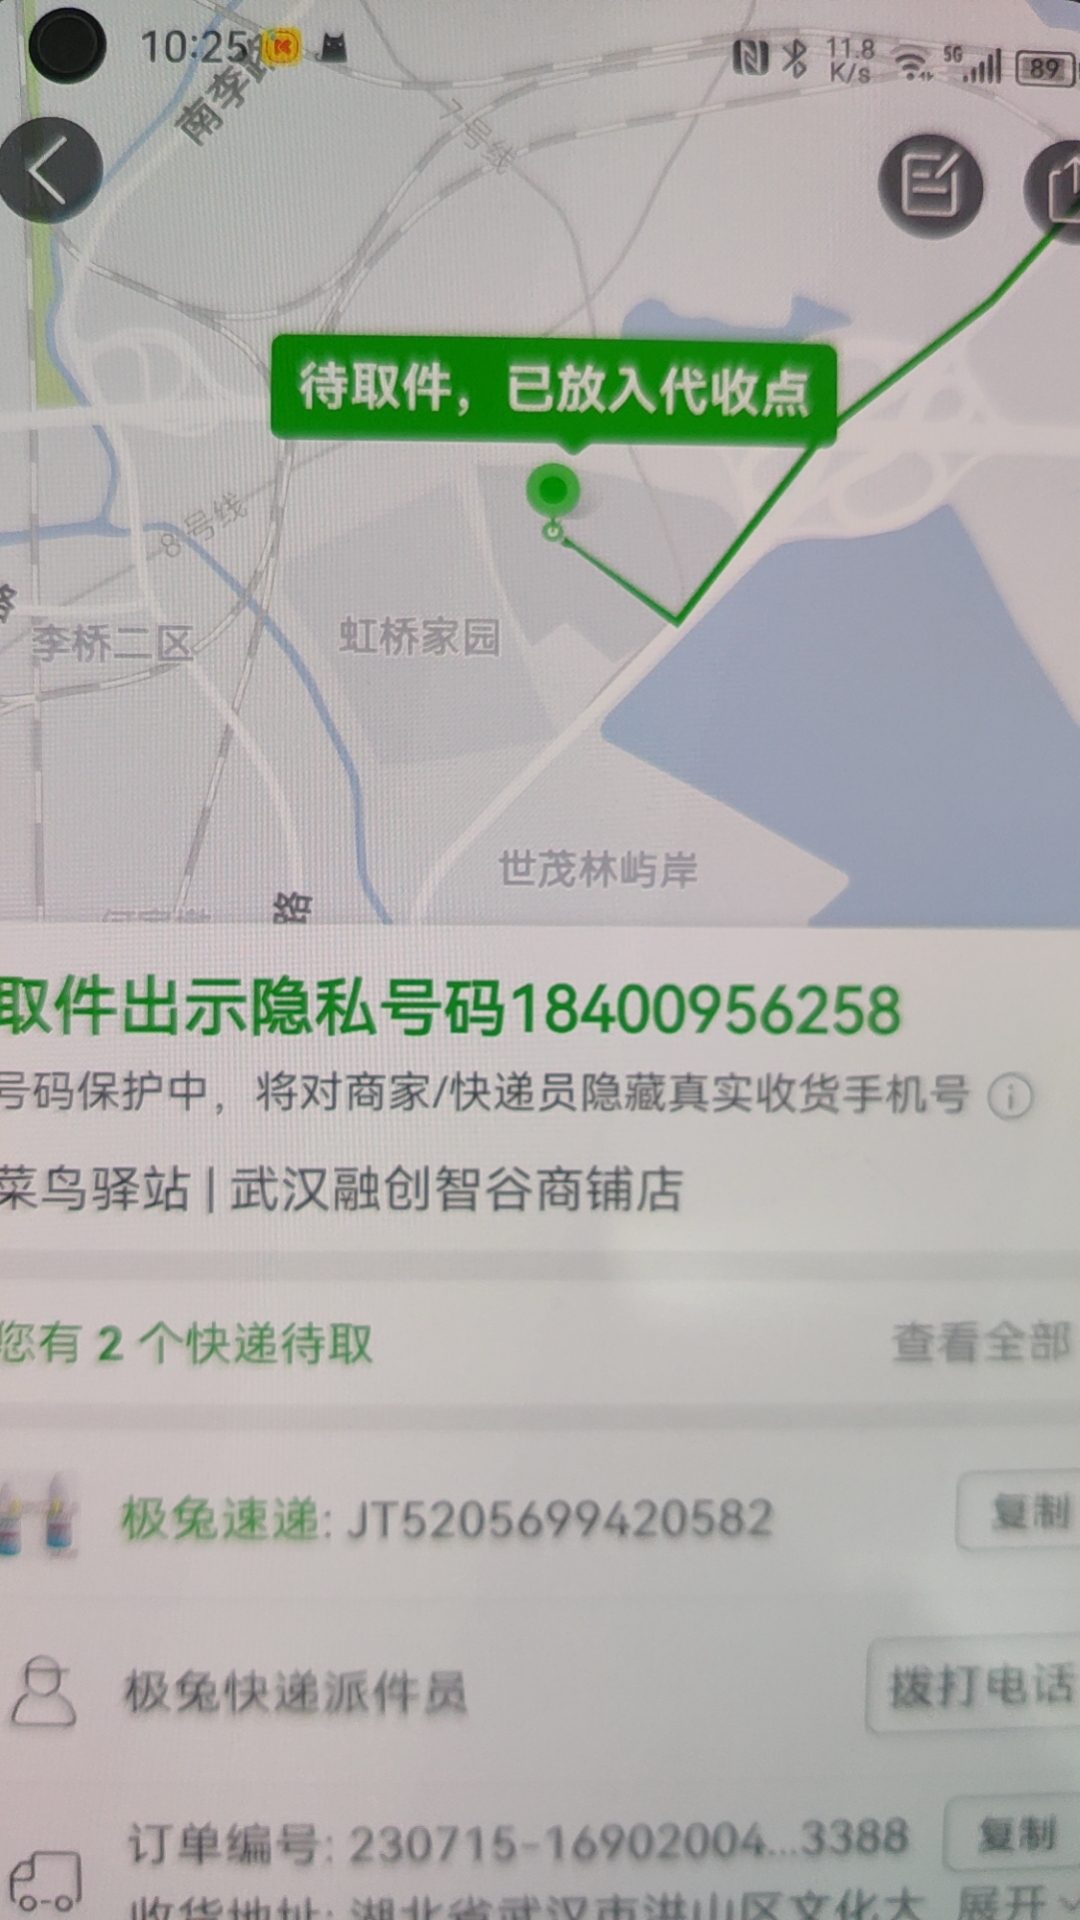 10:25
11.8
K/s
5G
89
南李路
7号线
待取件，已放入代收点
8号线
李桥二区
虹桥家园
世茂林屿岸
路
取件出示隐私号码18400956258
号码保护中，将对商家/快递员隐藏真实收货手机号
菜鸟驿站 | 武汉融创智谷商铺店
您有 2 个快递待取
查看全部
极兔速递: JT5205699420582
复制
极兔快递派件员
拨打电话
订单编号: 230715-16902004...3388
复制
收货地址: 湖北省武汉市洪山区文化大
展开